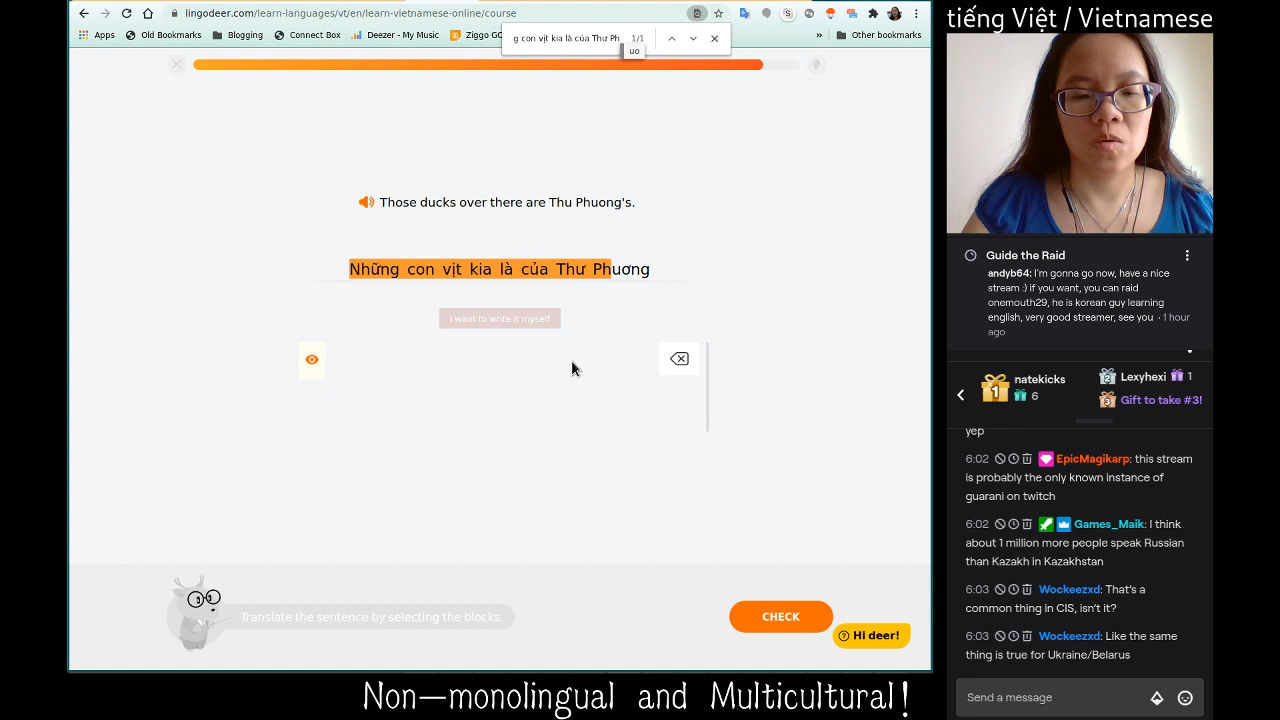 lingodeer.com/learn-languages/vt/en/learn-vietnamese-online/course
Apps Old Bookmarks Blogging Connect Box Deezer - My Music Ziggo GO » Other bookmarks
g con vịt kia là của Thư Ph 1/1
uo
Those ducks over there are Thu Phuong's.
Những con vịt kia là của Thư Phương
I want to write it myself
Translate the sentence by selecting the blocks.
CHECK
Hi deer!
Non-monolingual and Multicultural!
tiếng Việt / Vietnamese
Guide the Raid
andyb64: I'm gonna go now, have a nice
stream :) if you want, you can raid
onemouth29, he is korean guy learning
english, very good streamer, see you · 1 hour
ago
1 natekicks
6
2 Lexyhexi 1
3 Gift to take #3!
yep
6:02 EpicMagikarp: this stream
is probably the only known instance of
guarani on twitch
6:02 Games_Maik: I think
about 1 million more people speak Russian
than Kazakh in Kazakhstan
6:03 Wockeezxd: That's a
common thing in CIS, isn't it?
6:03 Wockeezxd: Like the same
thing is true for Ukraine/Belarus
Send a message